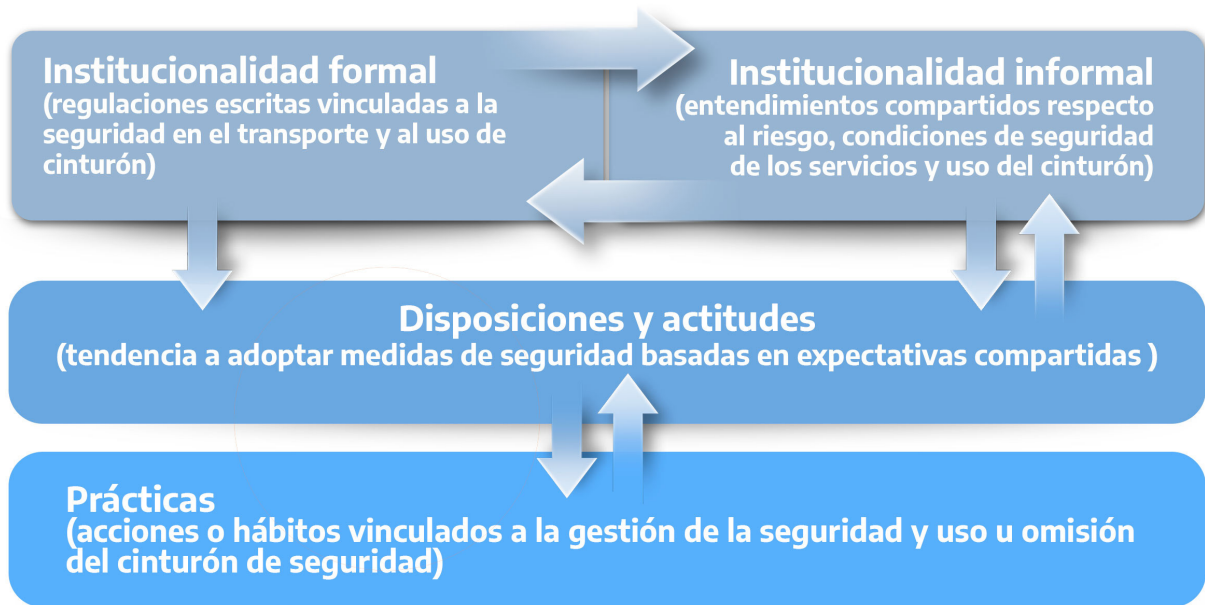 Institucionalidad formal
(regulaciones escritas vinculadas a la
seguridad en el transporte y al uso de
cinturón)
Institucionalidad informal
(entendimientos compartidos respecto
al riesgo, condiciones de seguridad
de los servicios y uso del cinturón)
Disposiciones y actitudes
(tendencia a adoptar medidas de seguridad basadas en expectativas compartidas )
Prácticas
(acciones o hábitos vinculados a la gestión de la seguridad y uso u omisión
del cinturón de seguridad)